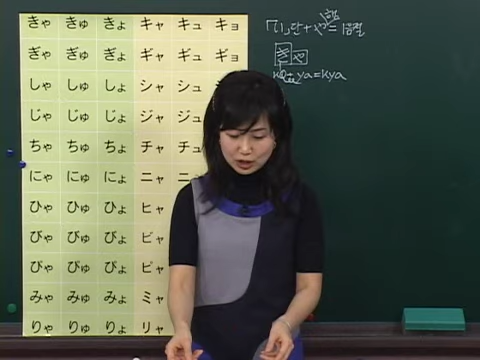 きゃ きゅ きょ キャ キュ キョ
ぎゃ ぎゅ ぎょ ギャ ギュ ギョ
しゃ しゅ しょ シャ シュ
じゃ じゅ じょ ジャ ジュ
ちゃ ちゅ ちょ チャ チュ
にゃ にゅ にょ ニャ
ひゃ ひゅ ひょ ヒャ
びゃ びゅ びょ ビャ
ぴゃ ぴゅ ぴょ ピャ
みゃ みゅ みょ ミャ
りゃ りゅ りょ リャ
きや
ya = kya